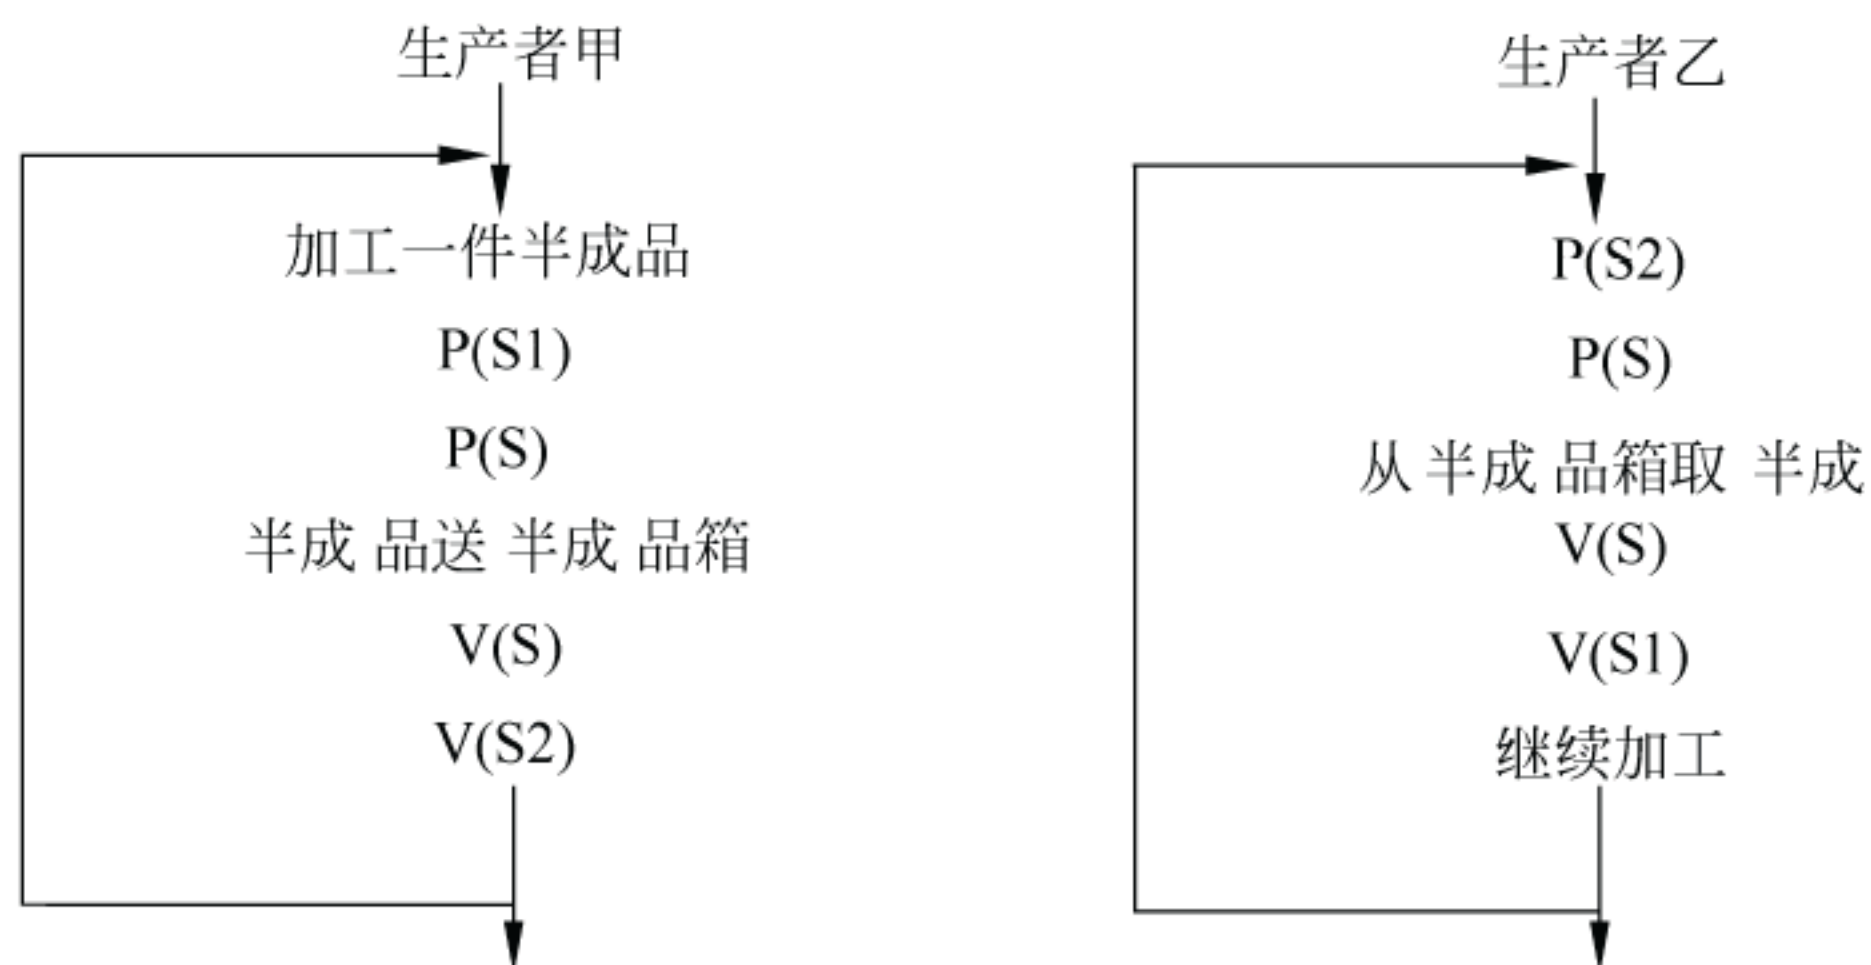 生产者甲
加工一件半成品
P(S1)
P(S)
半成品送半成品箱
V(S)
V(S2)
生产者乙
P(S2)
P(S)
从半成品箱取半成
V(S)
V(S1)
继续加工